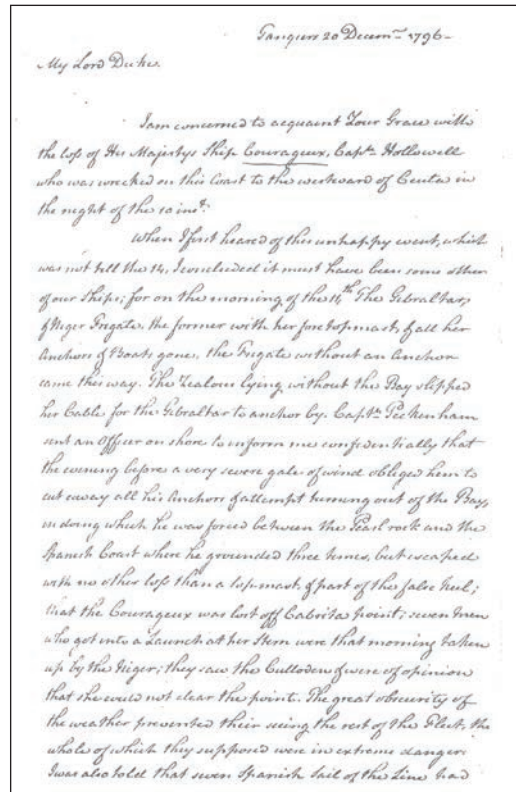 Tangiers 20 Decemr 1796 -
My Lord Duke.
I am concerned to acquaint Your Grace with
the loss of His Majestys Ship Courageux, Captn Hollowell
who was wrecked on this Coast to the westward of Ceuta in
the night of the 10 inst.
When I first heared of this unhappy event, which
was not till the 14, I concluded it must have been some other
of our Ships; for on the morning of the 11th The Gibraltar,
& Niger Frigate, the former with her foretopmast, & all her
Anchors & Boats gone, the Frigate without an Anchor
came this way. The Zealous lying without the Bay slipped
her Cable for the Gibraltar to anchor by. Captn Peckenham
sent an Officer on shore to inform me confidentially that
the evening before a very severe gale of wind obliged him to
cut away all his Anchors & attempt turning out of the Bay,
in doing which he was forced between the Pearl rock and the
Spanish Coast where he grounded three times, but escaped
with no other loss than a topmast & part of the false keel;
that the Courageux was lost off Cabrita point; seven men
who got into a Launch at her Stern were that morning taken
up by the Niger; they saw the Culloden & were of opinion
that she could not clear the point. The great obscurity of
the weather prevented their seeing the rest of the Fleet, the
whole of which they supposed were in extreme danger.
I was also told that seven Spanish Sail of the Line had